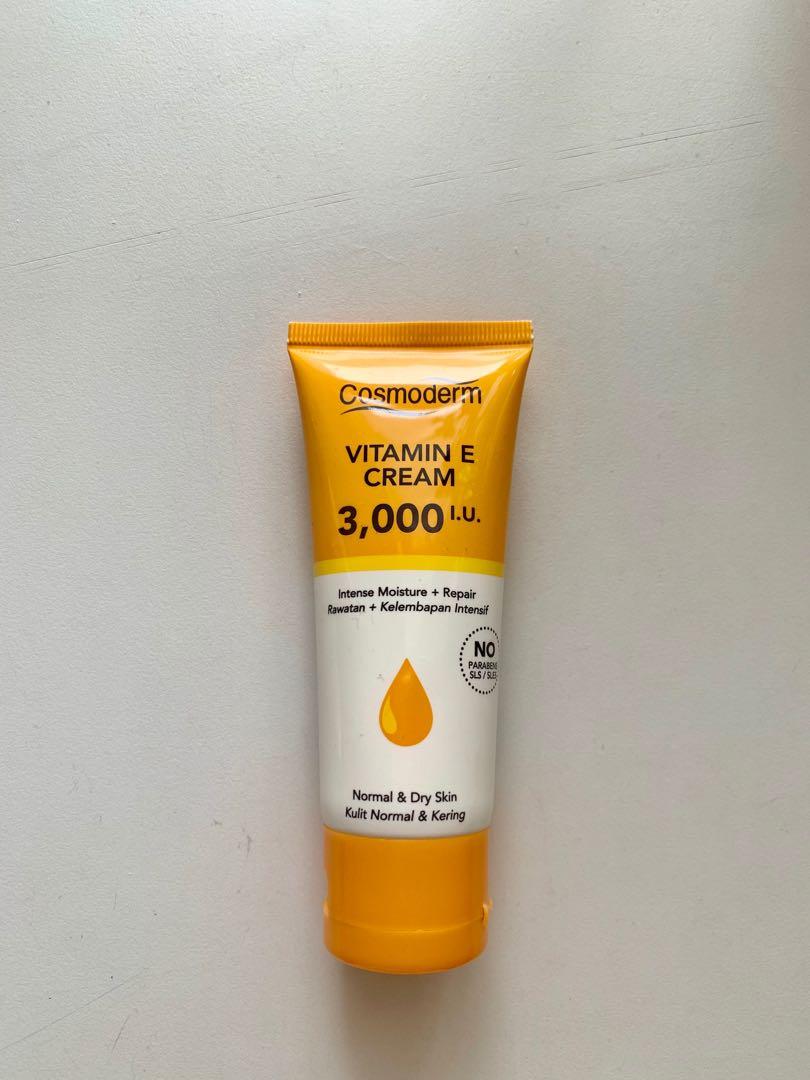 Cosmoderm
VITAMIN E
CREAM
3,000 I.U.
Intense Moisture + Repair
Rawatan + Kelembapan Intensif
NO
PARABENS
SLS / SLES
Normal & Dry Skin
Kulit Normal & Kering